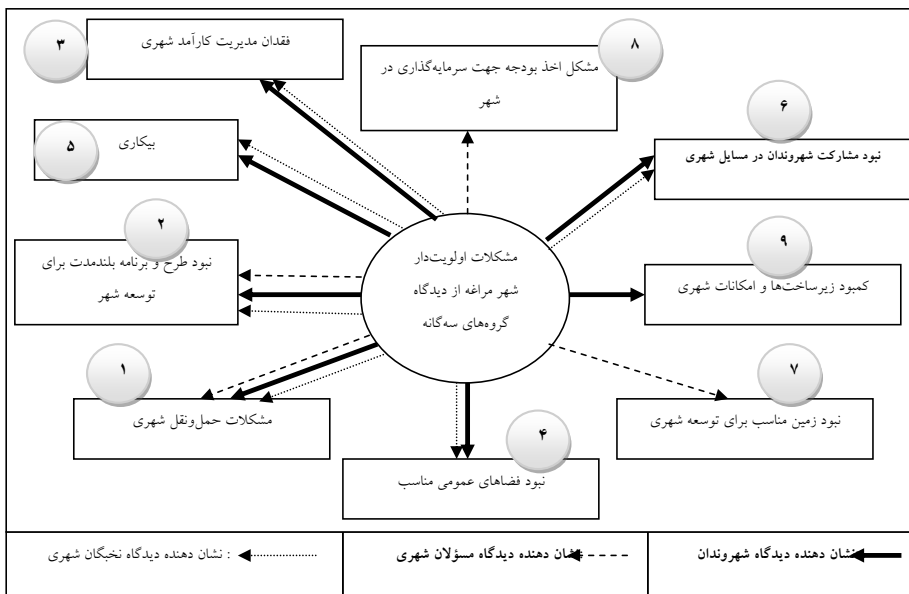 ۳
فقدان مدیریت کارآمد شهری
۸
مشکل اخذ بودجه جهت سرمایه‌گذاری در
شهر
۶
نبود مشارکت شهروندان در مسایل شهری
۵
بیکاری
۲
نبود طرح و برنامه بلندمدت برای
توسعه شهر
مشکلات اولویت‌دار
شهر مراغه از دیدگاه
گروه‌های سه‌گانه
۹
کمبود زیرساخت‌ها و امکانات شهری
۱
مشکلات حمل‌ونقل شهری
۷
نبود زمین مناسب برای توسعه شهری
۴
نبود فضاهای عمومی مناسب
نشان دهنده دیدگاه شهروندان
نشان دهنده دیدگاه مسؤلان شهری
: نشان دهنده دیدگاه نخبگان شهری